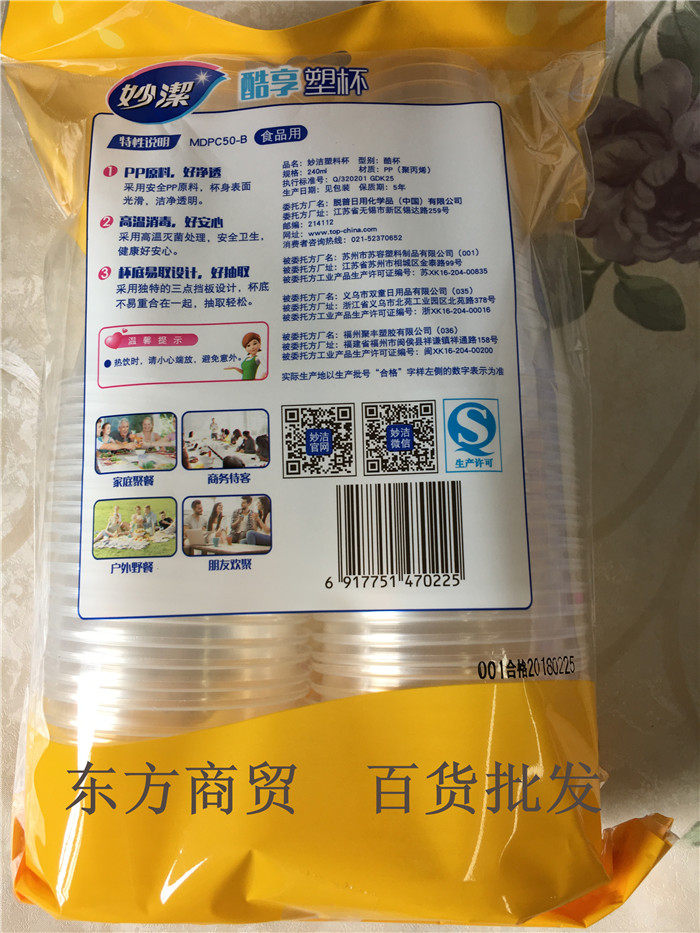 妙潔 酷享塑杯
特性说明 MDPC50-B 食品用
1 PP原料,好净透
采用安全PP原料,杯身表面
光滑,洁净透明。
2 高温消毒,好安心
采用高温灭菌处理,安全卫生,
健康好安心。
3 杯底易取设计,好抽取
采用独特的三点挡板设计,杯底
不易重合在一起,抽取轻松。
温馨提示
● 热饮时,请小心端放,避免意外。
品名:妙洁塑料杯 型别:酷杯
规格:240ml 材质:PP(聚丙烯)
执行标准号:Q/320201 GDK25
生产日期:见包装 保质期:5年
委托方厂名:脱普日用化学品(中国)有限公司
委托方厂址:江苏省无锡市新区锡达路259号
邮编:214112
网址:www.top-china.com
消费者咨询热线:021-52370652
被委托方厂名:苏州市苏容塑料制品有限公司(001)
被委托方厂址:江苏省苏州市相城区金泰路99号
被委托方工业产品生产许可证编号:苏XK16-204-00835
被委托方厂名:义乌市双童日用品有限公司(035)
被委托方厂址:浙江省义乌市北苑工业园区北苑路378号
被委托方工业产品生产许可证编号:浙XK16-204-00016
被委托方厂名:福州聚丰塑胶有限公司(036)
被委托方厂址:福建省福州市闽侯县祥谦镇祥通路158号
被委托方工业产品生产许可证编号:闽XK16-204-00200
实际生产地以生产批号“合格”字样左侧的数字表示为准
家庭聚餐 商务待客
户外野餐 朋友欢聚
妙洁
官网
妙洁
微信
生产许可
6 917751 470225
001合格20180225
东方商贸 百货批发